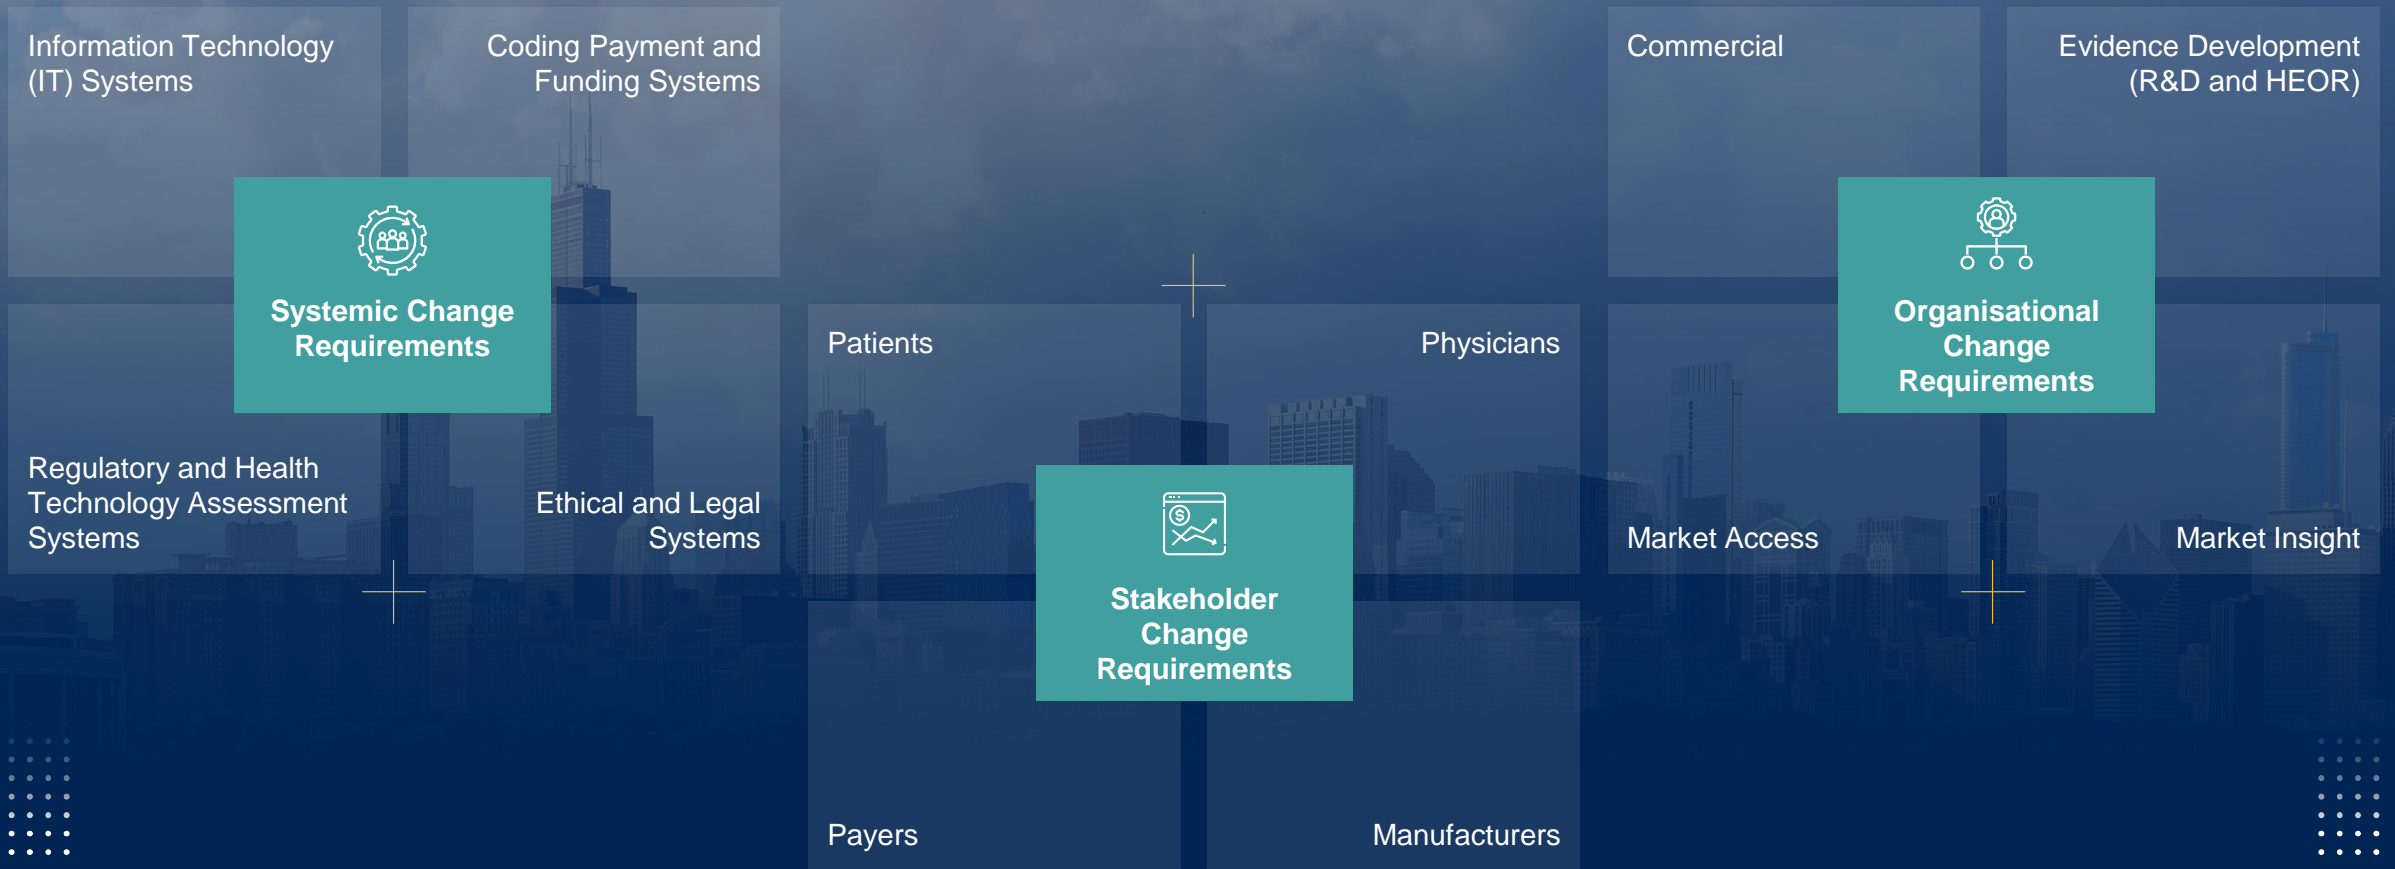 Information Technology
(IT) Systems
Coding Payment and
Funding Systems
Systemic Change
Requirements
Regulatory and Health
Technology Assessment
Systems
Ethical and Legal
Systems
Patients
Physicians
Stakeholder
Change
Requirements
Payers
Manufacturers
Commercial
Evidence Development
(R&D and HEOR)
Organisational
Change
Requirements
Market Access
Market Insight